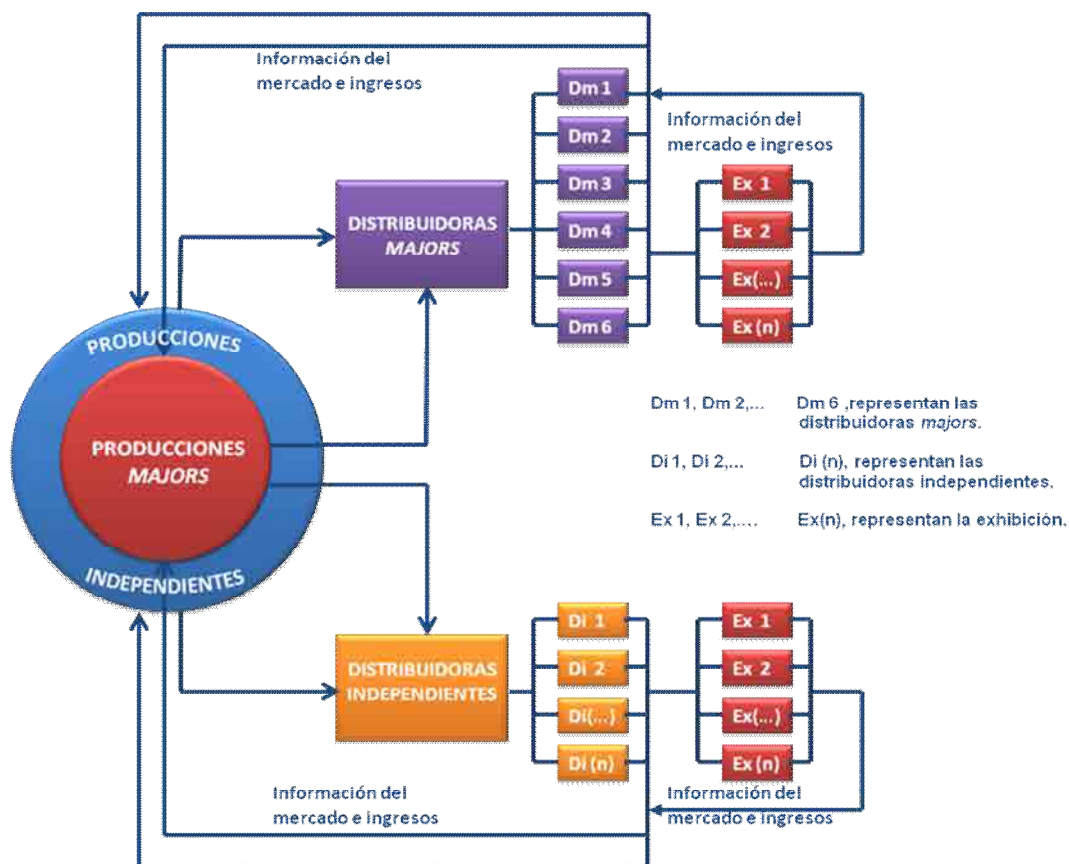 Información del
mercado e ingresos
Dm 1
Dm 2
Dm 3
Dm 4
Dm 5
Dm 6
Información del
mercado e ingresos
Ex 1
Ex 2
Ex(...)
Ex (n)
DISTRIBUIDORAS
MAJORS
PRODUCCIONES
PRODUCCIONES
MAJORS
INDEPENDIENTES
Dm 1, Dm 2,... Dm 6 ,representan las
distribuidoras majors.
Di 1, Di 2,... Di (n), representan las
distribuidoras independientes.
Ex 1, Ex 2,.... Ex(n), representan la exhibición.
DISTRIBUIDORAS
INDEPENDIENTES
Di 1
Di 2
Di(...)
Di (n)
Ex 1
Ex 2
Ex(...)
Ex (n)
Información del
mercado e ingresos
Información del
mercado e ingresos